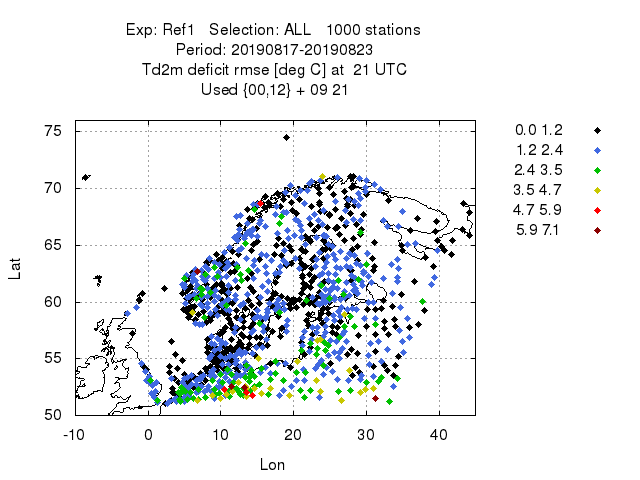 Exp: Ref1   Selection: ALL   1000 stations
Period: 20190817-20190823
Td2m deficit rmse [deg C] at  21 UTC
Used {00,12} + 09 21
75
70
65
60
55
50
-10 0 10 20 30 40
Lat
Lon
0.0 1.2
1.2 2.4
2.4 3.5
3.5 4.7
4.7 5.9
5.9 7.1